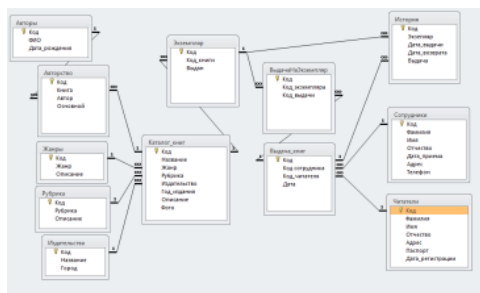 Авторы
Код
ФИО
Дата_рождения
Авторство
Код
Книга
Автор
Основной
Жанры
Код
Жанр
Описание
Рубрика
Код
Рубрика
Описание
Издательства
Код
Название
Город
Экземпляр
Код
Код_книги
Выдан
Каталог_книг
Код
Название
Жанр
Рубрика
Издательство
Год_издания
Описание
Фото
ВыдачаНаЭкземпляр
Код
Код_экземпляра
Код_выдачи
Выдача_книг
Код
Код сотрудника
Код_читателя
Дата
История
Код
Экземпляр
Дата_выдачи
Дата_возврата
Выдача
Сотрудники
Код
Фамилия
Имя
Отчество
Дата_приема
Адрес
Телефон
Читатели
Код
Фамилия
Имя
Отчество
Адрес
Паспорт
Дата_регистрации